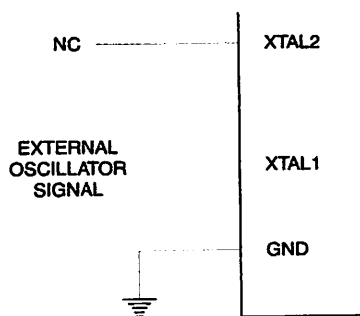 NC
XTAL2
EXTERNAL
OSCILLATOR
SIGNAL
XTAL1
GND